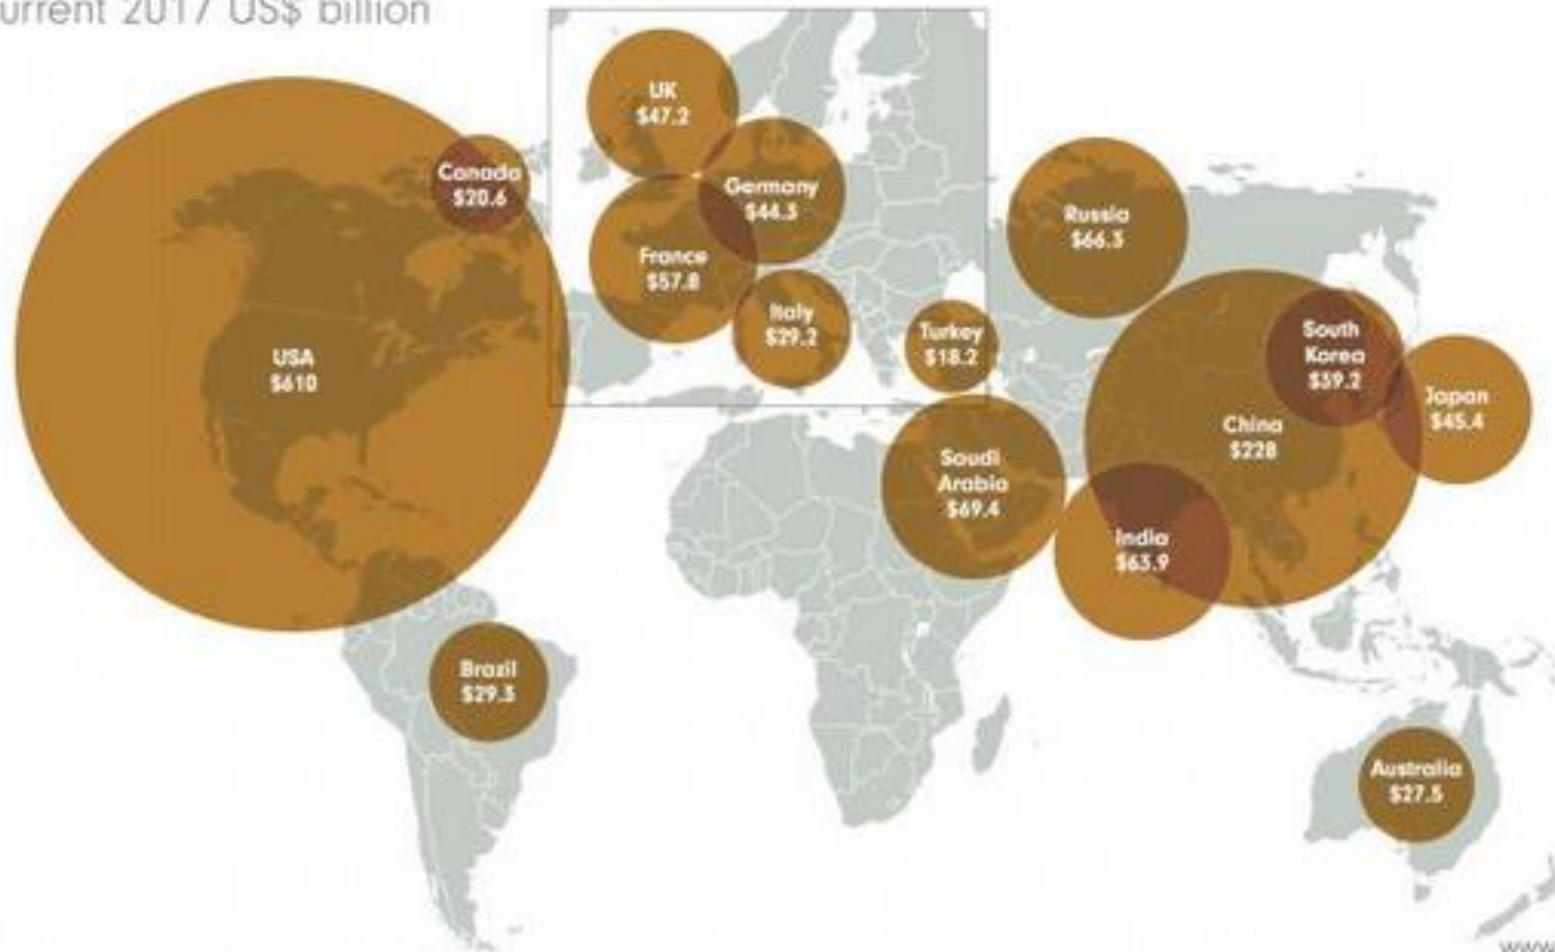 urrent 2017 US$ billion
UK
$47.2
Canada
$20.6
Germany
$44.3
Russia
$66.3
France
$57.8
Italy
$29.2
Turkey
$18.2
South
Korea
$39.2
USA
$610
Japan
$45.4
China
$228
Saudi
Arabia
$69.4
India
$63.9
Brazil
$29.3
Australia
$27.5
www